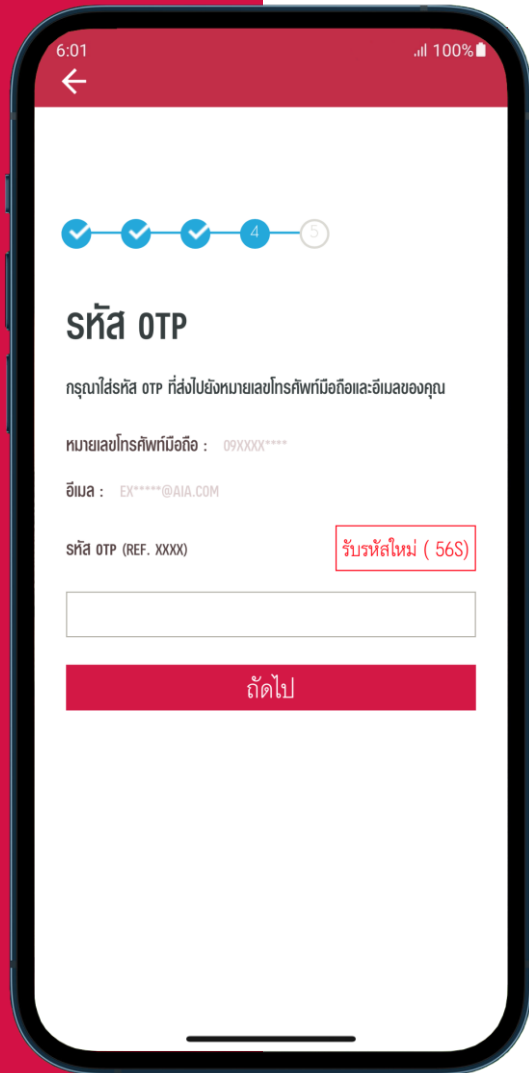 6:01 100%
4 5
รหัส OTP
กรุณาใส่รหัส OTP ที่ส่งไปยังหมายเลขโทรศัพท์มือถือและอีเมลของคุณ
หมายเลขโทรศัพท์มือถือ : 09XXXX****
อีเมล : EX*****@AIA.COM
รหัส OTP (REF. XXXX) รับรหัสใหม่ ( 56S)
ถัดไป